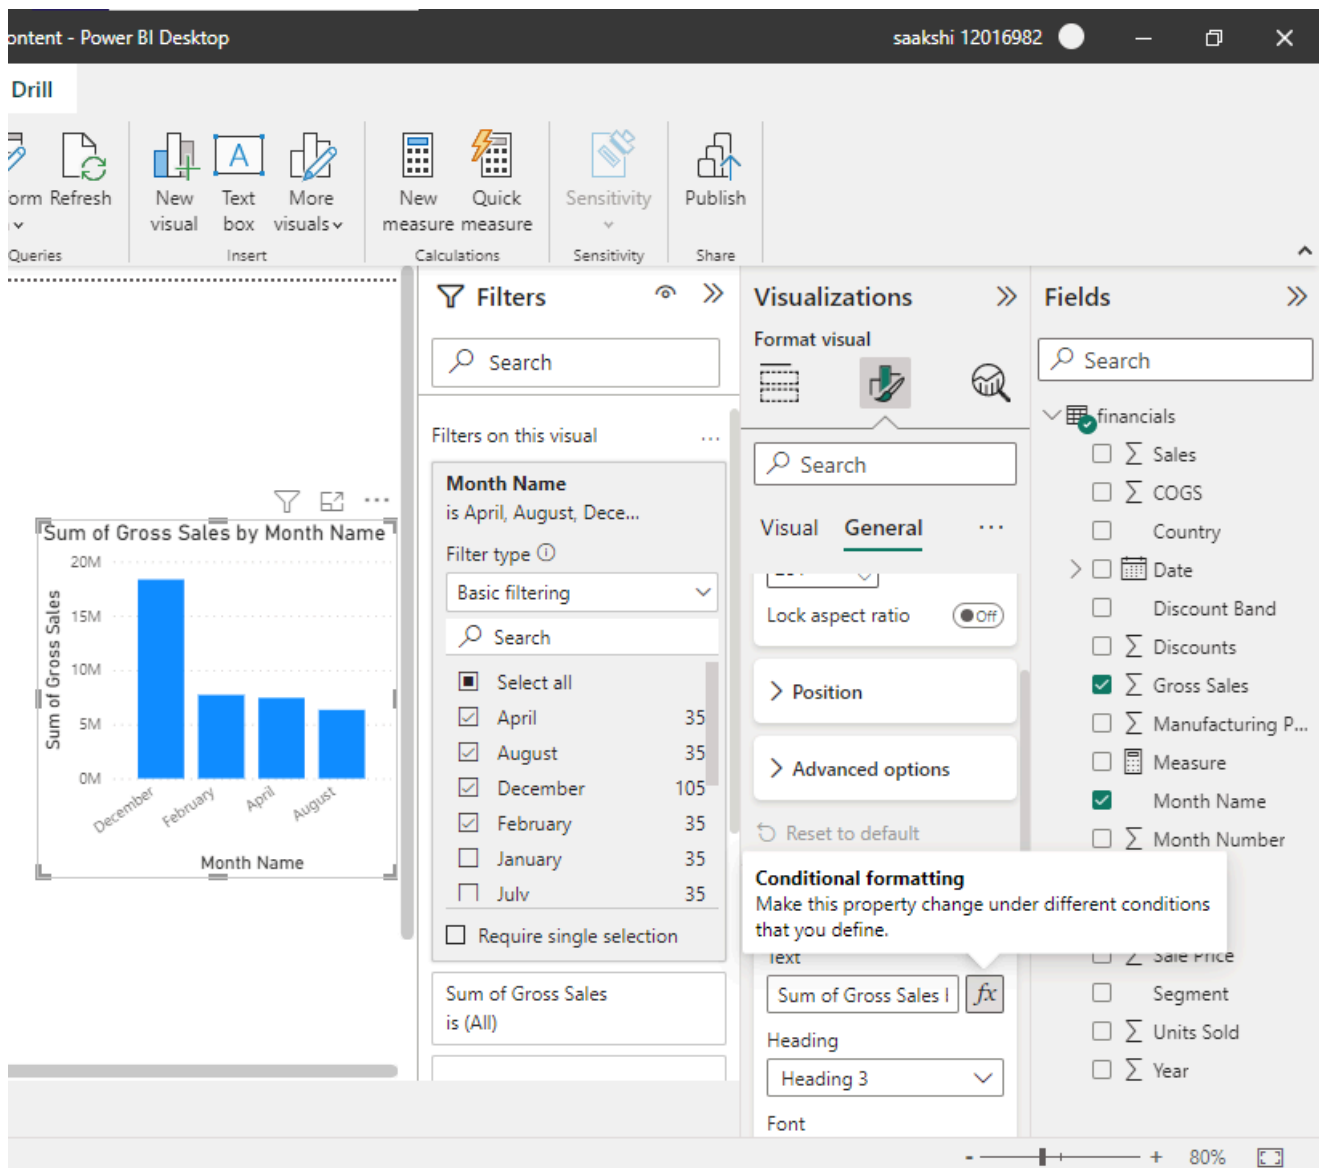 ontent - Power BI Desktop
saakshi 12016982
Drill
orm Refresh
New visual
Text box
More visuals
New measure
Quick measure
Sensitivity
Publish
Queries
Insert
Calculations
Sensitivity
Share
Sum of Gross Sales by Month Name
Sum of Gross Sales
20M
15M
10M
5M
0M
December
February
April
August
Month Name
Filters
Search
Filters on this visual
Month Name
is April, August, Dece...
Filter type
Basic filtering
Search
Select all
April 35
August 35
December 105
February 35
January 35
July 35
Require single selection
Sum of Gross Sales
is (All)
Visualizations
Format visual
Search
Visual General
Lock aspect ratio Off
Position
Advanced options
Reset to default
Conditional formatting
Make this property change under different conditions
that you define.
Text
Sum of Gross Sales fx
Heading
Heading 3
Font
Fields
Search
financials
Sales
COGS
Country
Date
Discount Band
Discounts
Gross Sales
Manufacturing P...
Measure
Month Name
Month Number
Sale Price
Segment
Units Sold
Year
- + 80%